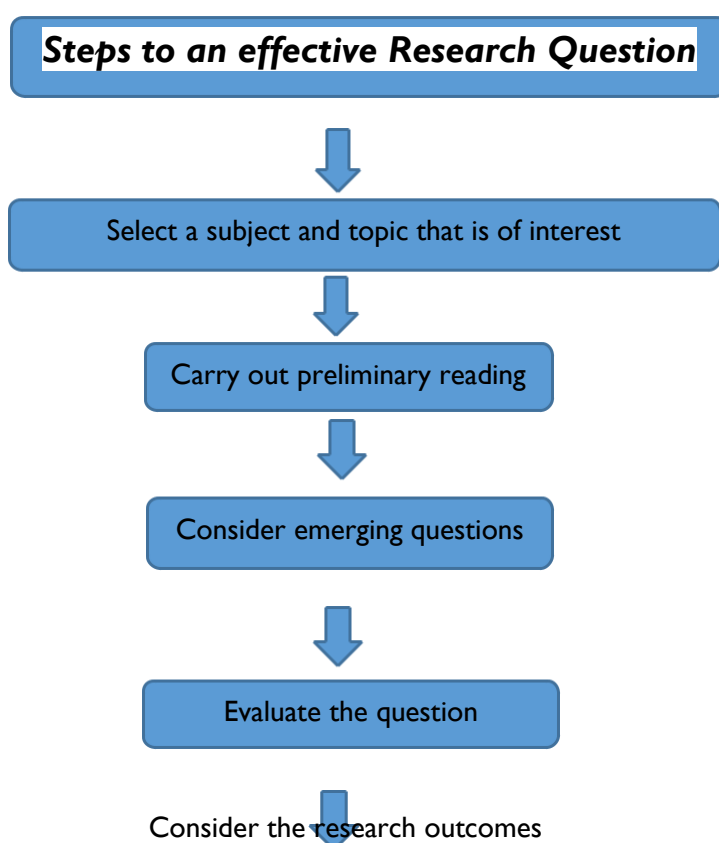 Steps to an effective Research Question
Select a subject and topic that is of interest
Carry out preliminary reading
Consider emerging questions
Evaluate the question
Consider the research outcomes